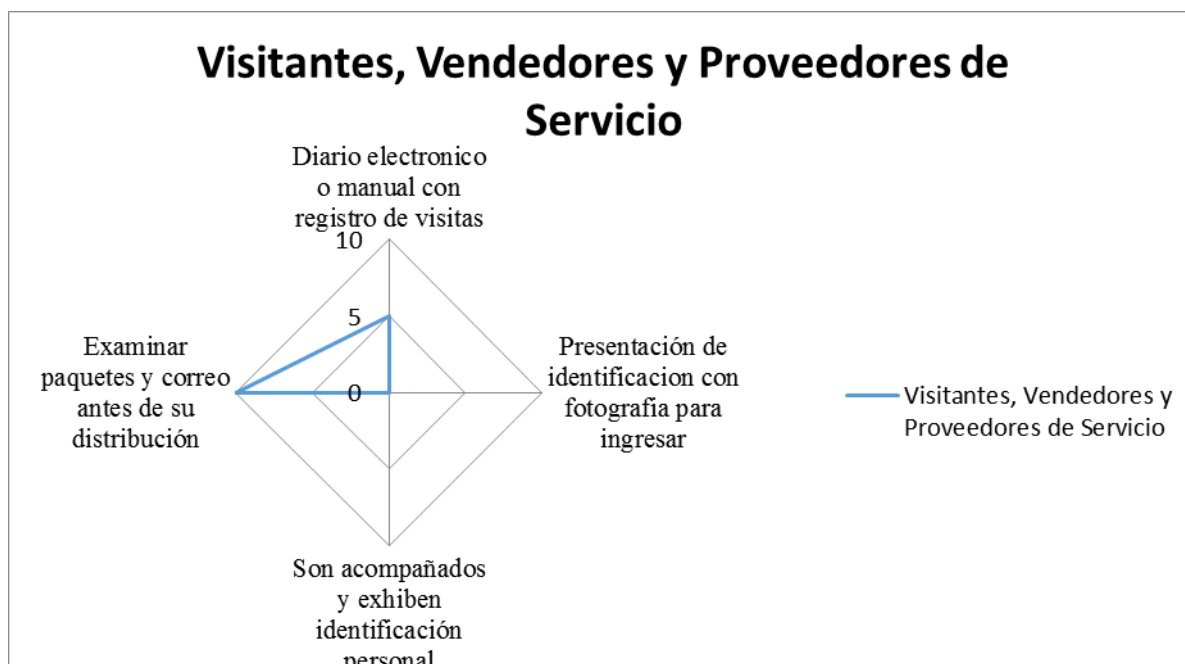 Visitantes, Vendedores y Proveedores de
Servicio
Diario electronico
o manual con
registro de visitas
10
5
0
Examinar
paquetes y correo
antes de su
distribución
Presentación de
identificacion con
fotografia para
ingresar
Visitantes, Vendedores y
Proveedores de Servicio
Son acompañados
y exhiben
identificación
personal